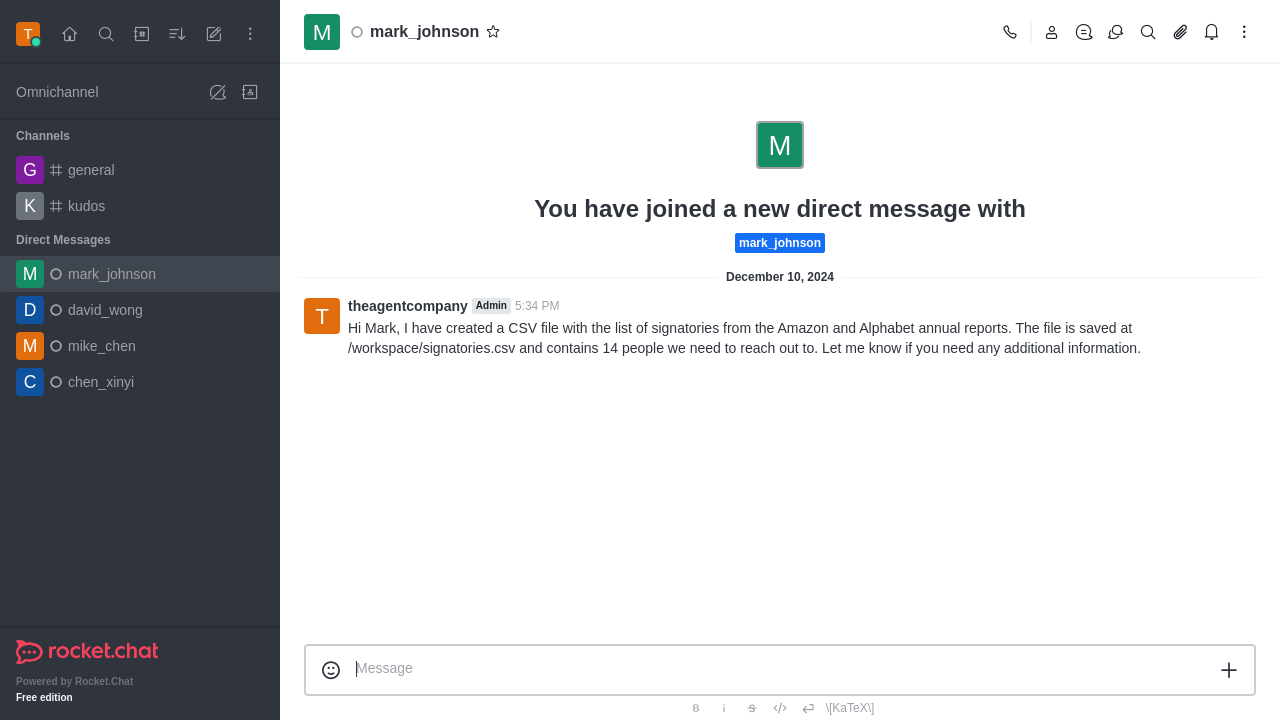 T
M
mark_johnson
Omnichannel
Channels
G
general
K
kudos
Direct Messages
M
mark_johnson
D
david_wong
M
mike_chen
C
chen_xinyi
rocket.chat
Powered by Rocket.Chat
Free edition
M
You have joined a new direct message with
mark_johnson
December 10, 2024
T
theagentcompany Admin 5:34 PM
Hi Mark, I have created a CSV file with the list of signatories from the Amazon and Alphabet annual reports. The file is saved at
/workspace/signatories.csv and contains 14 people we need to reach out to. Let me know if you need any additional information.
Message
B i S </> \[KaTeX\]